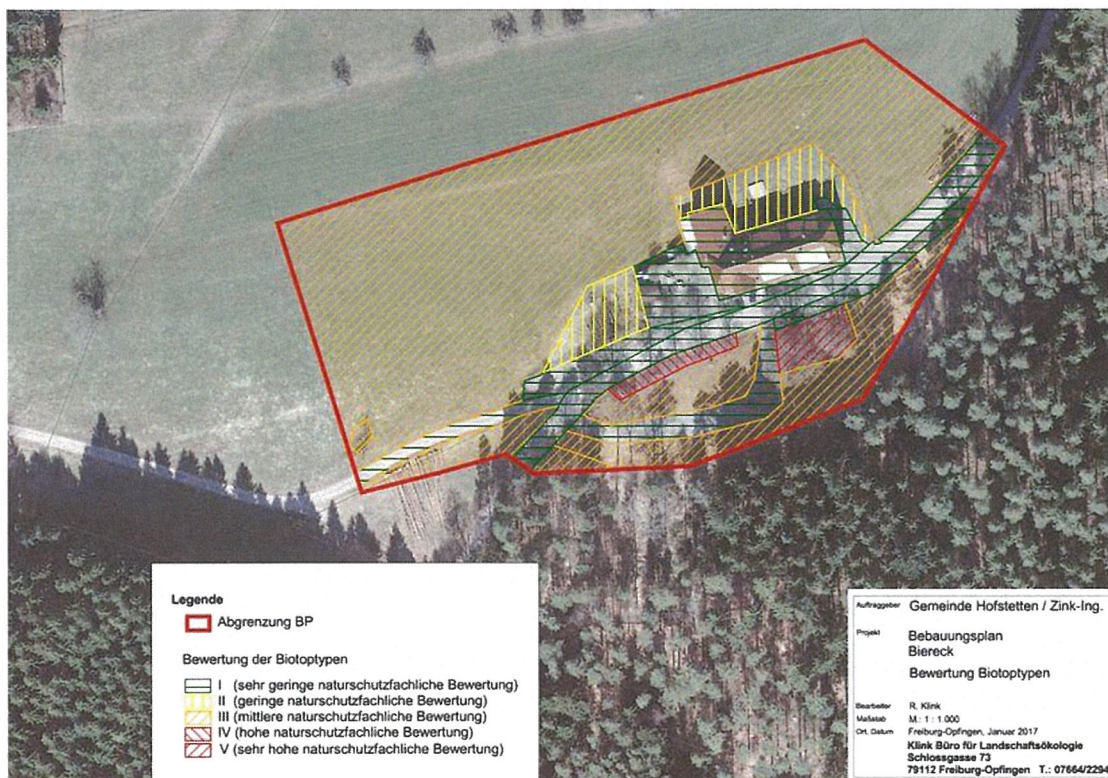 Legende
Abgrenzung BP
Bewertung der Biotoptypen
I (sehr geringe naturschutzfachliche Bewertung)
II (geringe naturschutzfachliche Bewertung)
III (mittlere naturschutzfachliche Bewertung)
IV (hohe naturschutzfachliche Bewertung)
V (sehr hohe naturschutzfachliche Bewertung)
Auftraggeber Gemeinde Hofstetten / Zink-Ing.
Projekt Bebauungsplan
Biereck
Bewertung Biotoptypen
Bearbeiter R. Klink
Maßstab M.: 1 : 1.000
Ort, Datum Freiburg-Opfingen, Januar 2017
Klink Büro für Landschaftsökologie
Schlossgasse 73
79112 Freiburg-Opfingen T.: 07664/2294